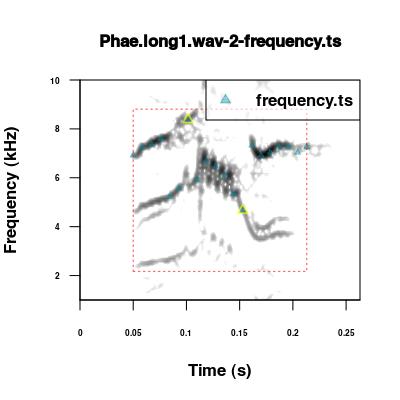 Phae.long1.wav-2-frequency.ts
frequency.ts
Frequency (kHz)
10
8
6
4
2
0 0.05 0.1 0.15 0.2 0.25
Time (s)